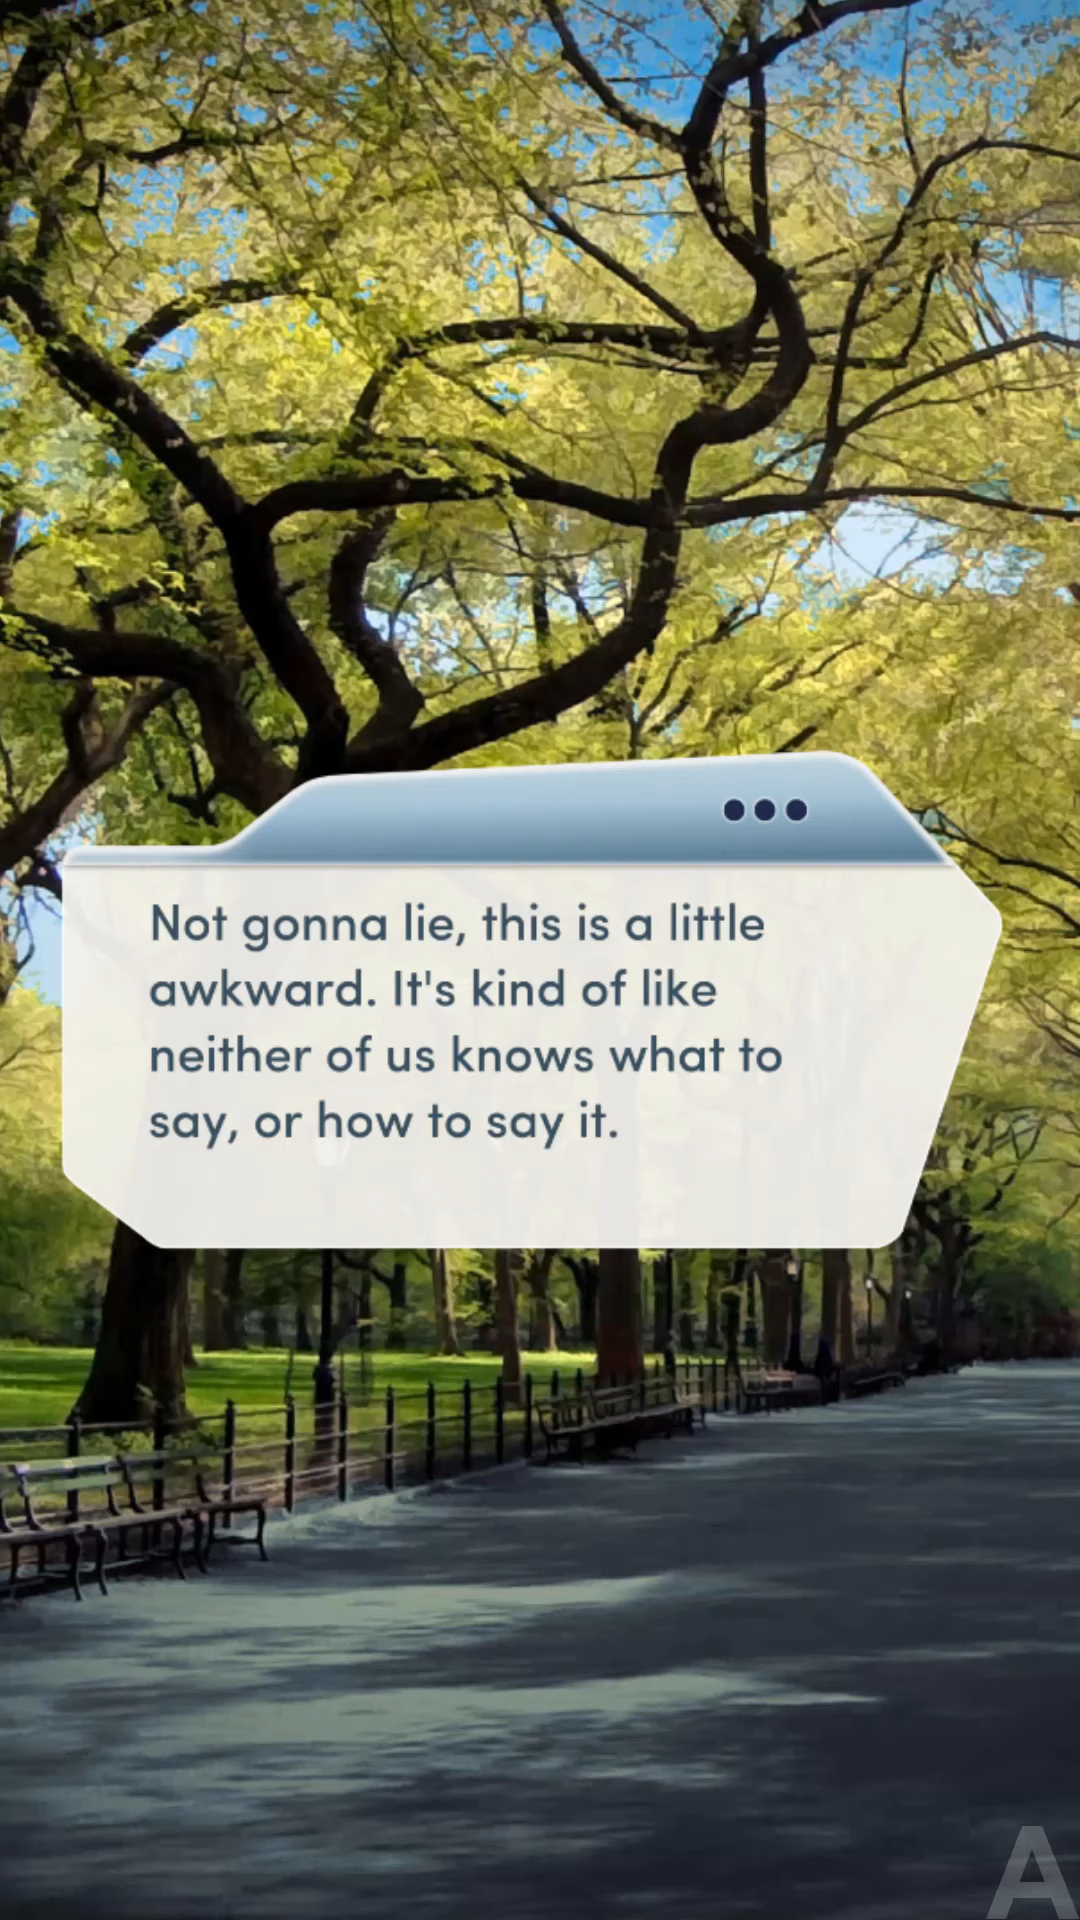 Not gonna lie, this is a little
awkward. It's kind of like
neither of us knows what to
say, or how to say it.
A